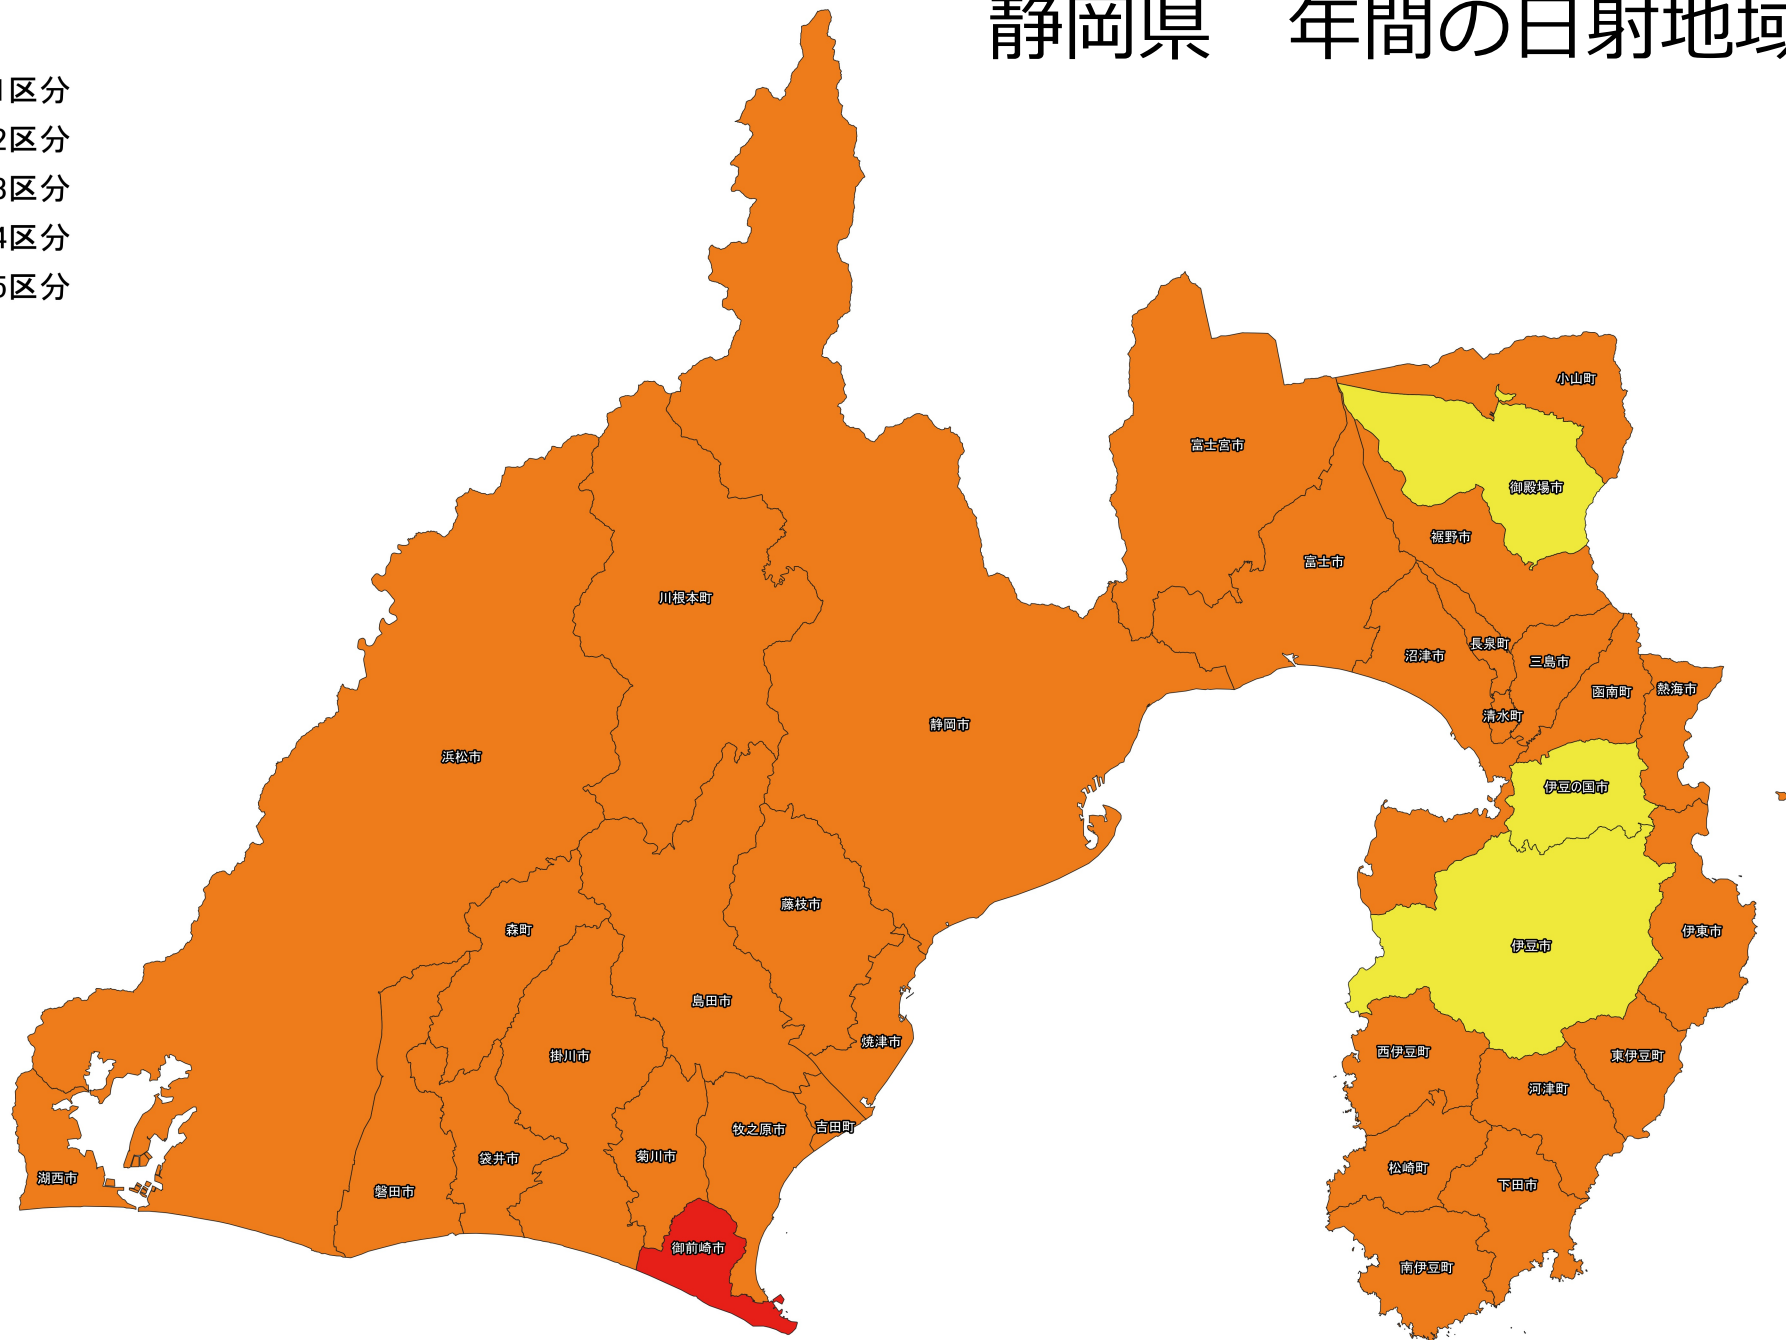 静岡県　年間の日射地域
1区分
2区分
3区分
4区分
5区分
小山町
富士宮市
御殿場市
裾野市
富士市
川根本町
長泉町
沼津市
三島市
函南町
熱海市
清水町
静岡市
浜松市
伊豆の国市
藤枝市
森町
伊東市
伊豆市
島田市
焼津市
掛川市
西伊豆町
東伊豆町
河津町
牧之原市
吉田町
菊川市
袋井市
松崎町
湖西市
下田市
磐田市
御前崎市
南伊豆町